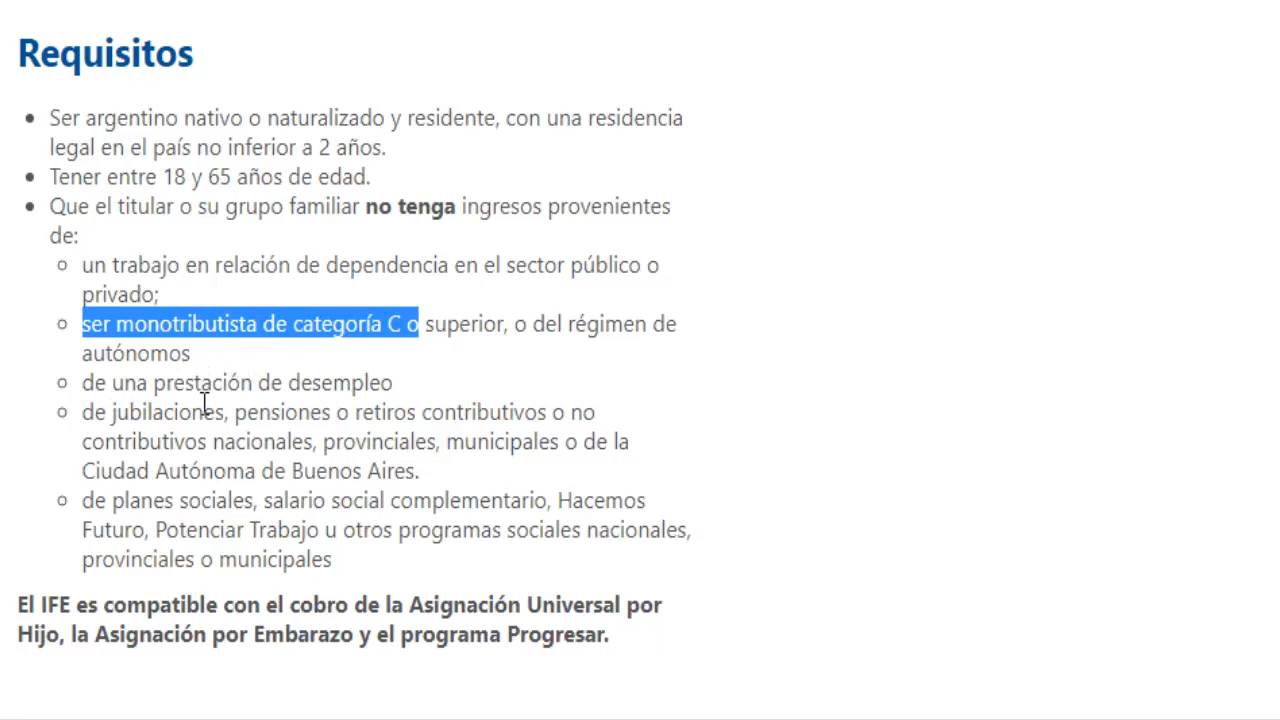 Requisitos
Ser argentino nativo o naturalizado y residente, con una residencia
legal en el país no inferior a 2 años.
Tener entre 18 y 65 años de edad.
Que el titular o su grupo familiar no tenga ingresos provenientes
de:
un trabajo en relación de dependencia en el sector público o
privado;
ser monotributista de categoría C o superior, o del régimen de
autónomos
de una prestación de desempleo
de jubilaciones, pensiones o retiros contributivos o no
contributivos nacionales, provinciales, municipales o de la
Ciudad Autónoma de Buenos Aires.
de planes sociales, salario social complementario, Hacemos
Futuro, Potenciar Trabajo u otros programas sociales nacionales,
provinciales o municipales
El IFE es compatible con el cobro de la Asignación Universal por
Hijo, la Asignación por Embarazo y el programa Progresar.